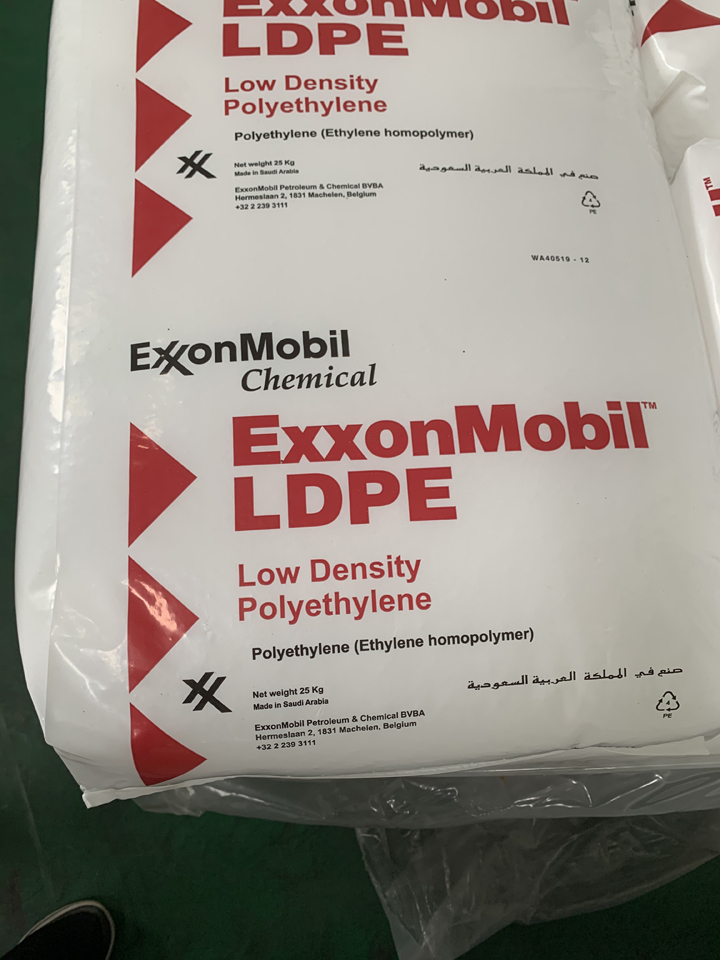 ExxonMobil
LDPE
Low Density
Polyethylene
Polyethylene (Ethylene homopolymer)
Net weight 25 Kg
Made in Saudi Arabia
صنع في المملكة العربية السعودية
ExxonMobil Petroleum & Chemical BVBA
Hermeslaan 2, 1831 Machelen, Belgium
+32 2 239 3111
4
PE
WA40519 - 12
ExxonMobil
Chemical
ExxonMobil™
LDPE
Low Density
Polyethylene
Polyethylene (Ethylene homopolymer)
Net weight 25 Kg
Made in Saudi Arabia
صنع في المملكة العربية السعودية
ExxonMobil Petroleum & Chemical BVBA
Hermeslaan 2, 1831 Machelen, Belgium
+32 2 239 3111
4
PE
TM